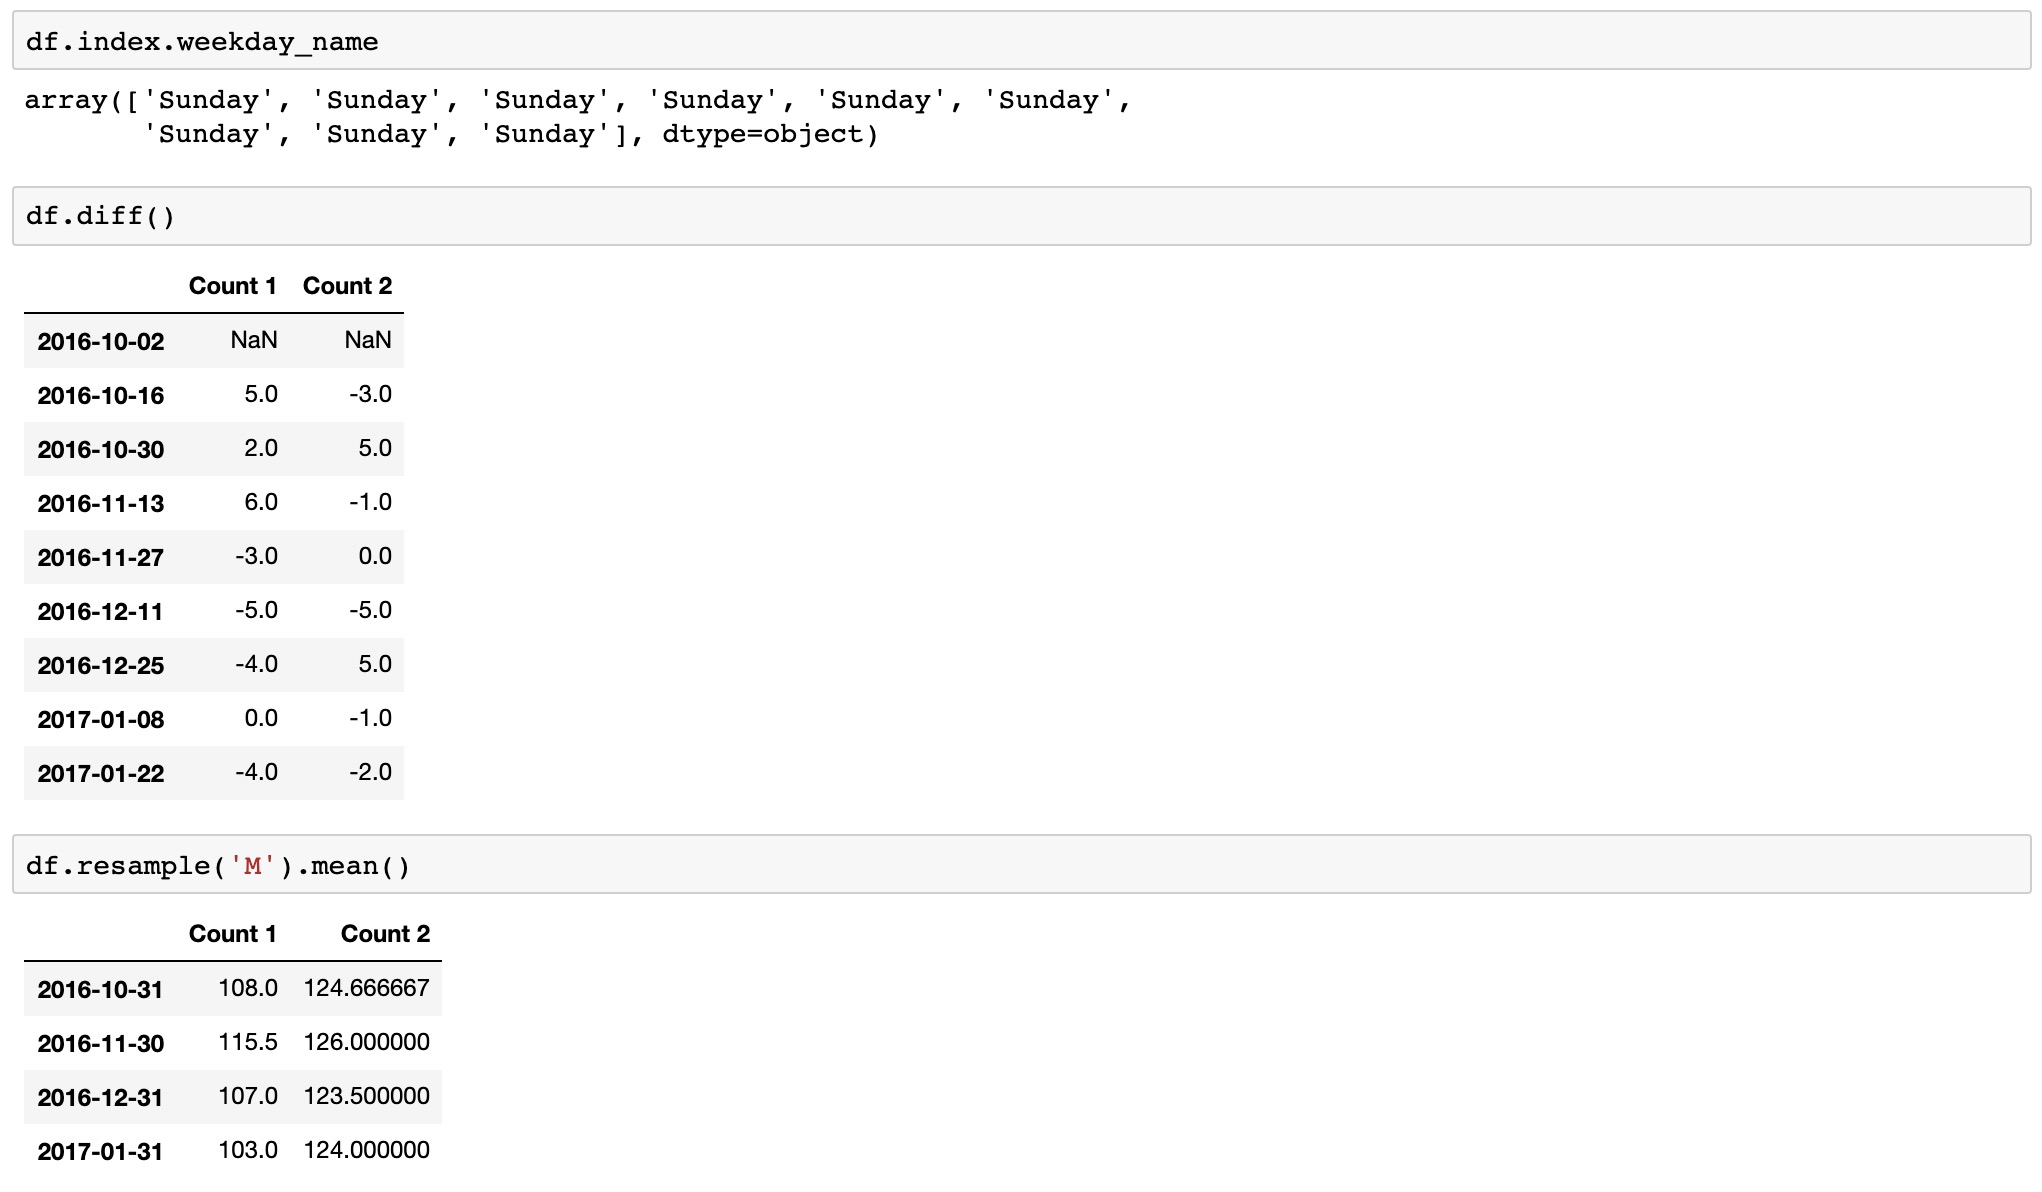 df.index.weekday_name
array(['Sunday', 'Sunday', 'Sunday', 'Sunday', 'Sunday', 'Sunday',
       'Sunday', 'Sunday', 'Sunday'], dtype=object)
df.diff()
Count 1 Count 2
2016-10-02 NaN NaN
2016-10-16 5.0 -3.0
2016-10-30 2.0 5.0
2016-11-13 6.0 -1.0
2016-11-27 -3.0 0.0
2016-12-11 -5.0 -5.0
2016-12-25 -4.0 5.0
2017-01-08 0.0 -1.0
2017-01-22 -4.0 -2.0
df.resample('M').mean()
Count 1 Count 2
2016-10-31 108.0 124.666667
2016-11-30 115.5 126.000000
2016-12-31 107.0 123.500000
2017-01-31 103.0 124.000000